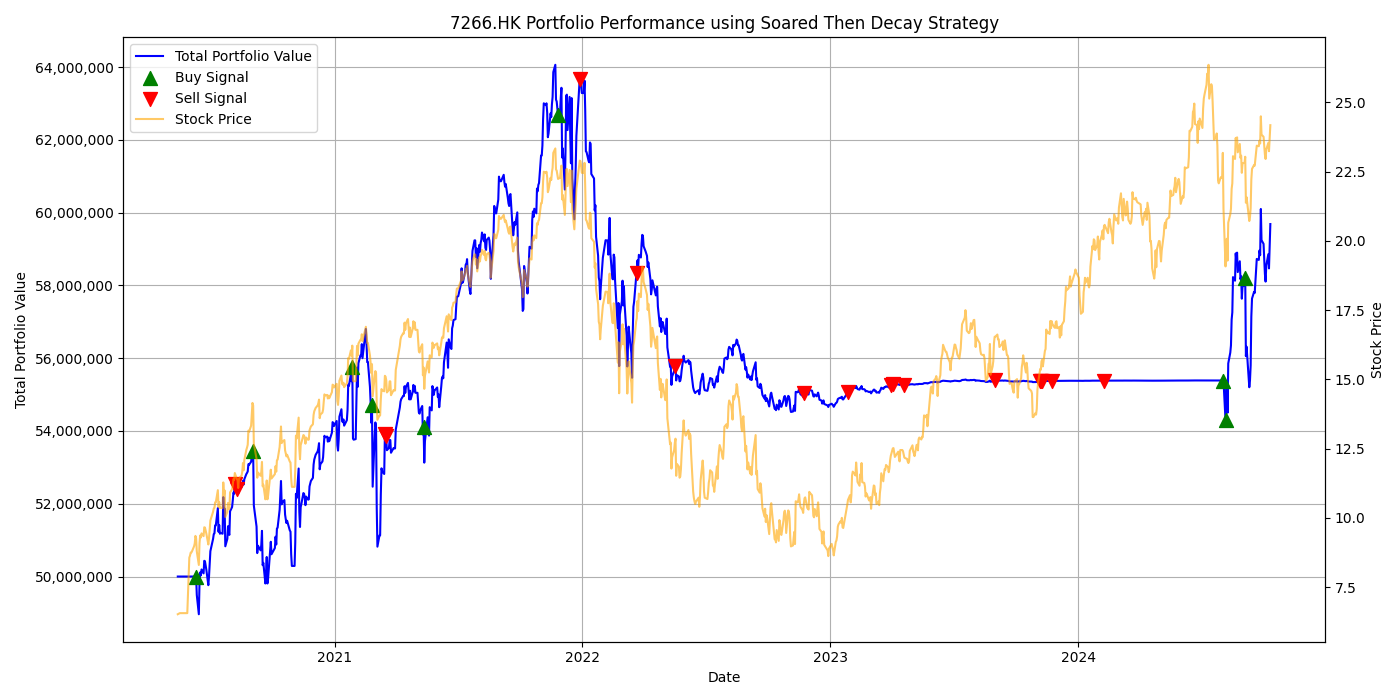 7266.HK Portfolio Performance using Soared Then Decay Strategy
Total Portfolio Value
Buy Signal
Sell Signal
Stock Price
64,000,000
62,000,000
60,000,000
58,000,000
56,000,000
54,000,000
52,000,000
50,000,000
Total Portfolio Value
25.0
22.5
20.0
17.5
15.0
12.5
10.0
7.5
Stock Price
2021
2022
2023
2024
Date